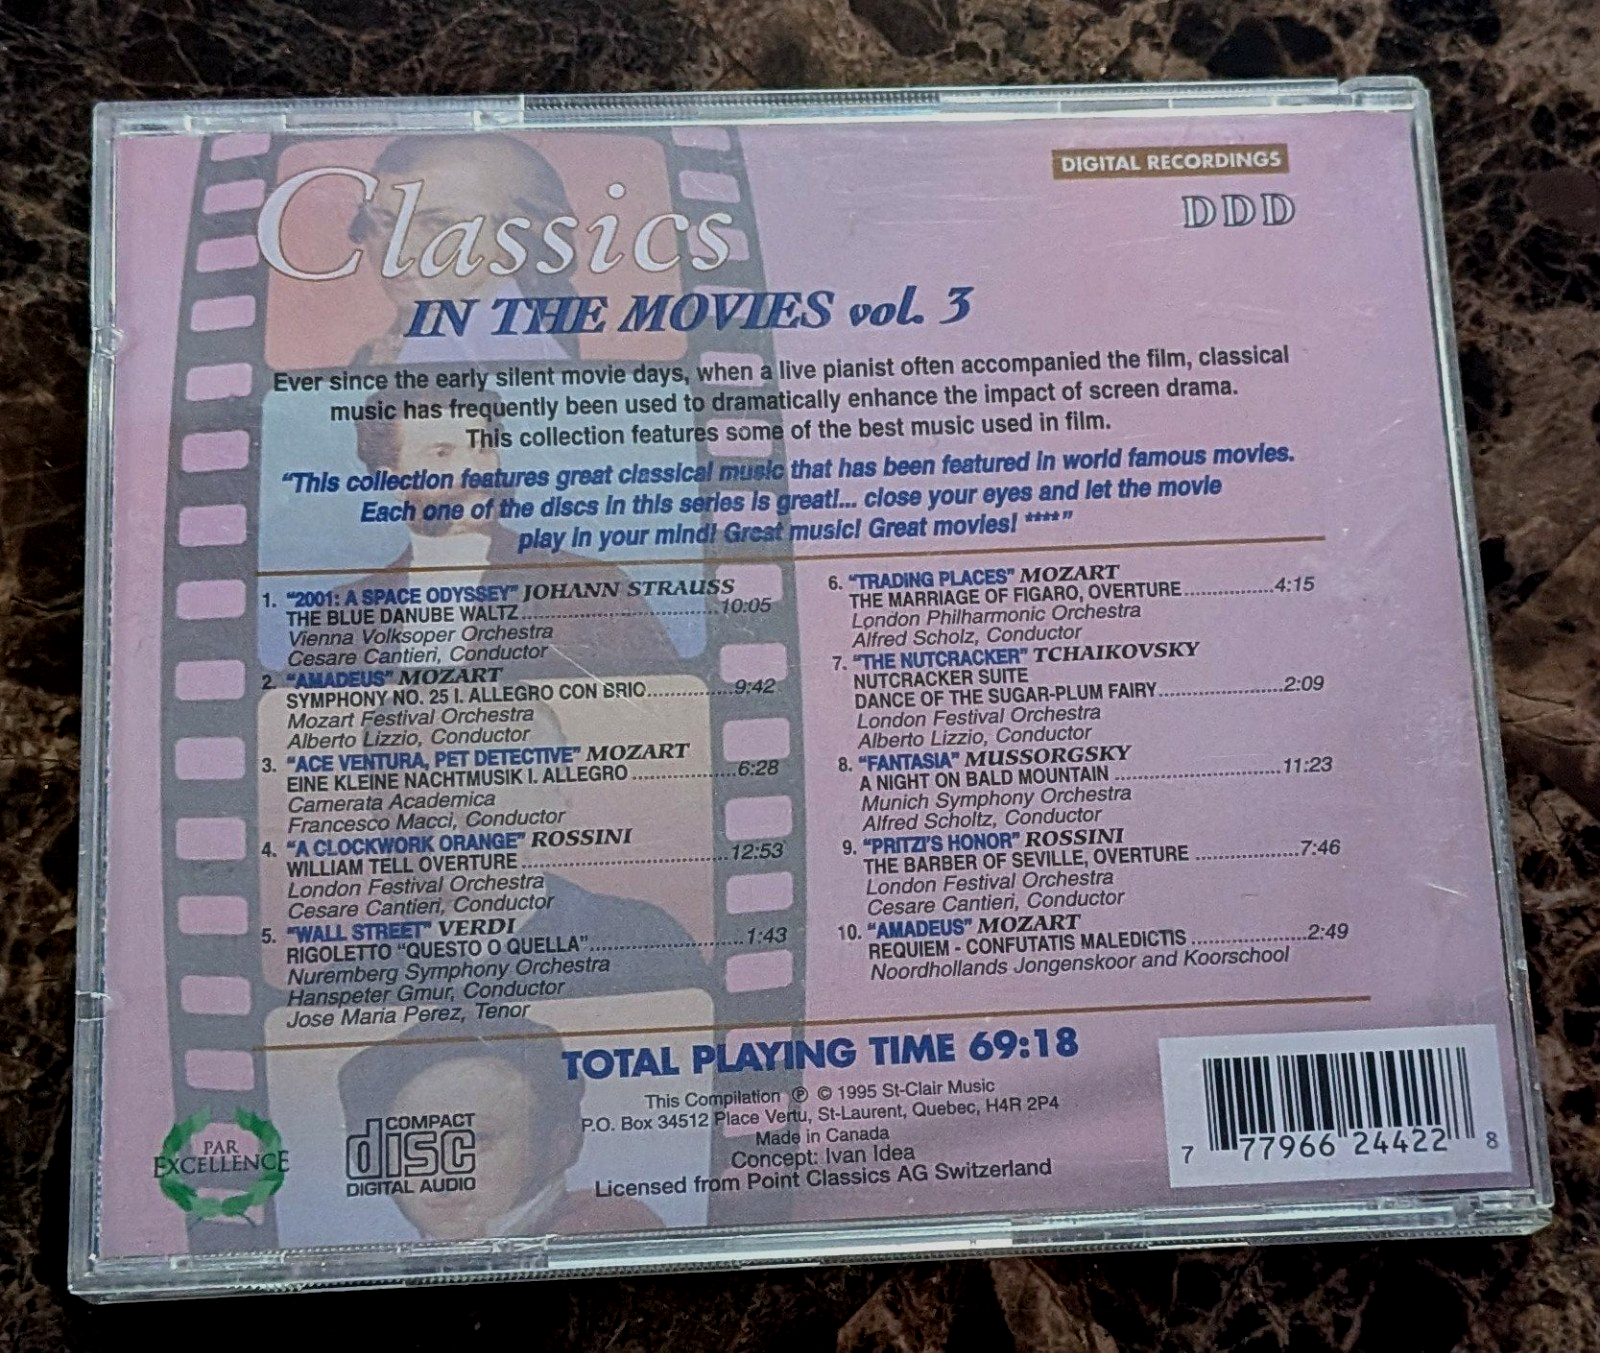 DIGITAL RECORDINGS
DDD
Classics
IN THE MOVIES vol. 3
Ever since the early silent movie days, when a live pianist often accompanied the film, classical
music has frequently been used to dramatically enhance the impact of screen drama.
This collection features some of the best music used in film.
“This collection features great classical music that has been featured in world famous movies.
Each one of the discs in this series is great!... close your eyes and let the movie
play in your mind! Great music! Great movies! ****”
1. “2001: A SPACE ODYSSEY” JOHANN STRAUSS
THE BLUE DANUBE WALTZ..............................10:05
Vienna Volksoper Orchestra
Cesare Cantieri, Conductor
2. “AMADEUS” MOZART
SYMPHONY NO. 25 I. ALLEGRO CON BRIO..............9:42
Mozart Festival Orchestra
Alberto Lizzio, Conductor
3. “ACE VENTURA, PET DETECTIVE” MOZART
EINE KLEINE NACHTMUSIK I. ALLEGRO.................6:28
Camerata Academica
Francesco Macci, Conductor
4. “A CLOCKWORK ORANGE” ROSSINI
WILLIAM TELL OVERTURE..................................12:53
London Festival Orchestra
Cesare Cantieri, Conductor
5. “WALL STREET” VERDI
RIGOLETTO “QUESTO O QUELLA”.........................1:43
Nuremberg Symphony Orchestra
Hanspeter Gmur, Conductor
Jose Maria Perez, Tenor
6. “TRADING PLACES” MOZART
THE MARRIAGE OF FIGARO, OVERTURE...............4:15
London Philharmonic Orchestra
Alfred Scholz, Conductor
7. “THE NUTCRACKER” TCHAIKOVSKY
NUTCRACKER SUITE
DANCE OF THE SUGAR-PLUM FAIRY.....................2:09
London Festival Orchestra
Alberto Lizzio, Conductor
8. “FANTASIA” MUSSORGSKY
A NIGHT ON BALD MOUNTAIN...........................11:23
Munich Symphony Orchestra
Alfred Scholtz, Conductor
9. “PRITZI’S HONOR” ROSSINI
THE BARBER OF SEVILLE, OVERTURE.................7:46
London Festival Orchestra
Cesare Cantieri, Conductor
10. “AMADEUS” MOZART
REQUIEM - CONFUTATIS MALEDICTIS...................2:49
Noordhollands Jongenskoor and Koorschool
TOTAL PLAYING TIME 69:18
This Compilation ℗ © 1995 St-Clair Music
P.O. Box 34512 Place Vertu, St-Laurent, Quebec, H4R 2P4
Made in Canada
Concept: Ivan Idea
Licensed from Point Classics AG Switzerland
PAR
EXCELLENCE
COMPACT
disc
DIGITAL AUDIO
7 77966 24422 8